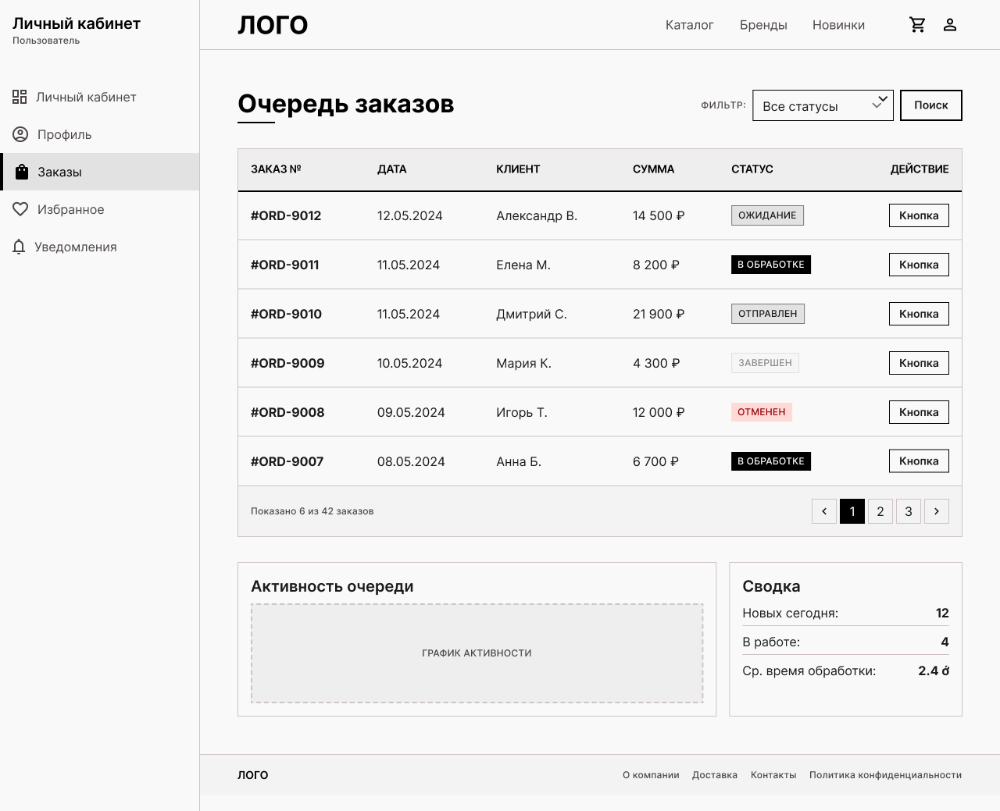 Личный кабинет
Пользователь
Личный кабинет
Профиль
Заказы
Избранное
Уведомления
ЛОГО
Каталог Бренды Новинки
Очередь заказов
ФИЛЬТР: Все статусы Поиск
ЗАКАЗ № ДАТА КЛИЕНТ СУММА СТАТУС ДЕЙСТВИЕ
#ORD-9012 12.05.2024 Александр В. 14 500 ₽ ОЖИДАНИЕ Кнопка
#ORD-9011 11.05.2024 Елена М. 8 200 ₽ В ОБРАБОТКЕ Кнопка
#ORD-9010 11.05.2024 Дмитрий С. 21 900 ₽ ОТПРАВЛЕН Кнопка
#ORD-9009 10.05.2024 Мария К. 4 300 ₽ ЗАВЕРШЕН Кнопка
#ORD-9008 09.05.2024 Игорь Т. 12 000 ₽ ОТМЕНЕН Кнопка
#ORD-9007 08.05.2024 Анна Б. 6 700 ₽ В ОБРАБОТКЕ Кнопка
Показано 6 из 42 заказов 1 2 3
Активность очереди
ГРАФИК АКТИВНОСТИ
Сводка
Новых сегодня: 12
В работе: 4
Ср. время обработки: 2.4
ЛОГО
О компании Доставка Контакты Политика конфиденциальности